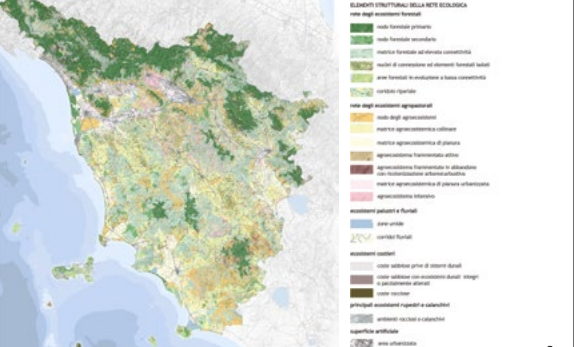 ELEMENTI STRUTTURALI DELLA RETE ECOLOGICA
rete degli ecosistemi forestali
nodo forestale primario
nodo forestale secondario
matrice forestale ad elevata connettività
nuclei di connessione ed elementi forestali isolati
aree forestali in evoluzione a bassa connettività
corridoio ripariale
rete degli ecosistemi agropastorali
nodo degli agroecosistemi
matrice agroecosistemica collinare
matrice agroecosistemica di pianura
agroecosistema frammentato attivo
agroecosistema frammentato in abbandono
con ricolonizzazione arborea/arbustiva
matrice agroecosistemica di pianura urbanizzata
agroecosistema intensivo
ecosistemi palustri e fluviali
zone umide
corridoi fluviali
ecosistemi costieri
coste sabbiose prive di sistemi dunali
coste sabbiose con ecosistemi dunali integri
o parzialmente alterati
coste rocciose
principali ecosistemi rupestri e calanchivi
ambienti rocciosi o calanchivi
superficie artificiale
aree urbanizzate